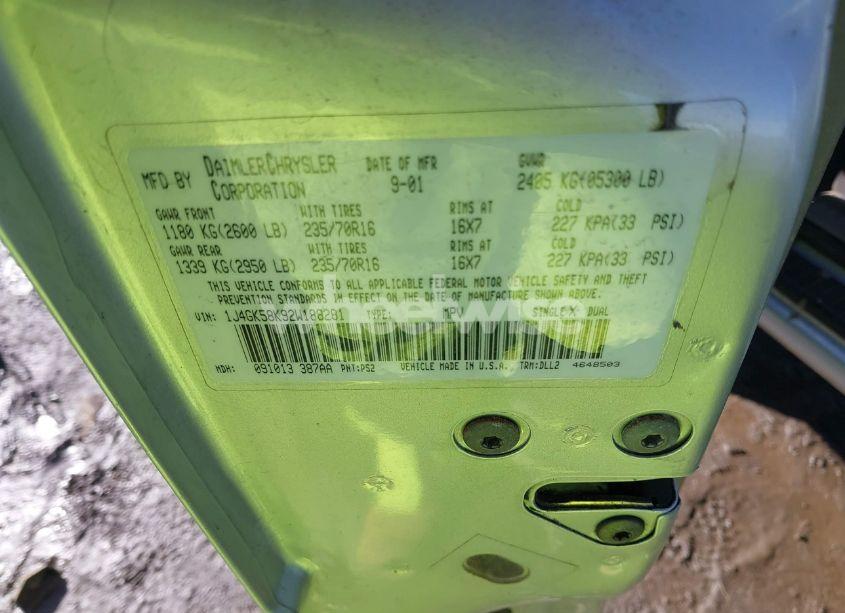 MFD BY DAIMLERCHRYSLER CORPORATION DATE OF MFR 9-01 GVWR 2405 KG(05300 LB)
GAWR FRONT WITH TIRES RIMS AT COLD
1180 KG(2600 LB) 235/70R16 16X7 227 KPA(33 PSI)
GAWR REAR WITH TIRES RIMS AT COLD
1339 KG(2950 LB) 235/70R16 16X7 227 KPA(33 PSI)
THIS VEHICLE CONFORMS TO ALL APPLICABLE FEDERAL MOTOR VEHICLE SAFETY AND THEFT
PREVENTION STANDARDS IN EFFECT ON THE DATE OF MANUFACTURE SHOWN ABOVE.
VIN: TYPE: MPV SINGLE X DUAL
MDH: 091013 387AA PNT:PS2 VEHICLE MADE IN U.S.A. TRM:DLL2 4648503